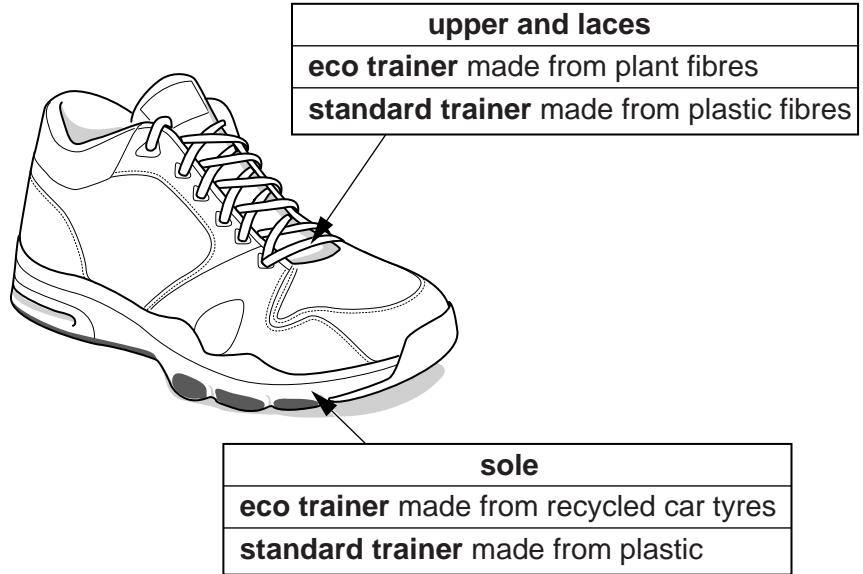 upper and laces
eco trainer made from plant fibres
standard trainer made from plastic fibres
sole
eco trainer made from recycled car tyres
standard trainer made from plastic